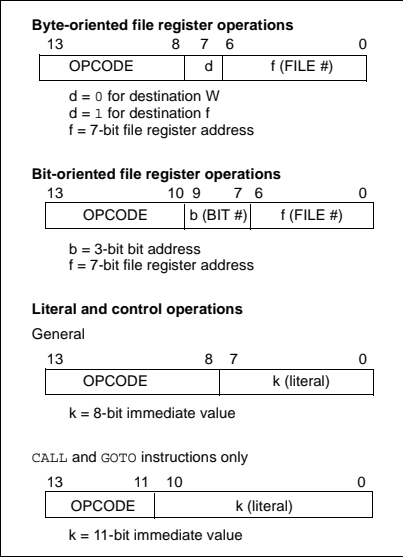 Byte-oriented file register operations
13 8 7 6 0
OPCODE d f (FILE #)
d = 0 for destination W
d = 1 for destination f
f = 7-bit file register address
Bit-oriented file register operations
13 10 9 7 6 0
OPCODE b (BIT #) f (FILE #)
b = 3-bit bit address
f = 7-bit file register address
Literal and control operations
General
13 8 7 0
OPCODE k (literal)
k = 8-bit immediate value
CALL and GOTO instructions only
13 11 10 0
OPCODE k (literal)
k = 11-bit immediate value